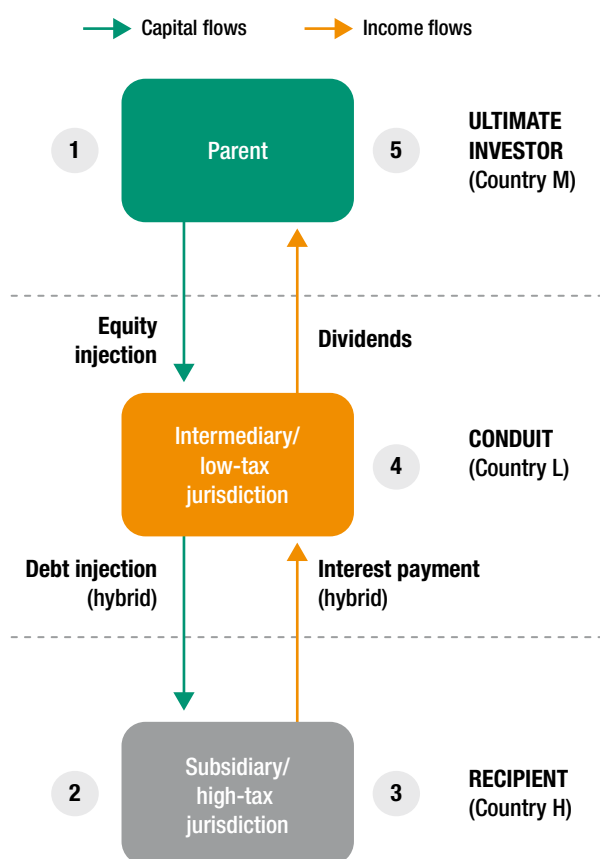 Capital flows
Income flows
1
Parent
5
ULTIMATE
INVESTOR
(Country M)
Equity
injection
Dividends
Intermediary/
low-tax
jurisdiction
4
CONDUIT
(Country L)
Debt injection
(hybrid)
Interest payment
(hybrid)
2
Subsidiary/
high-tax
jurisdiction
3
RECIPIENT
(Country H)